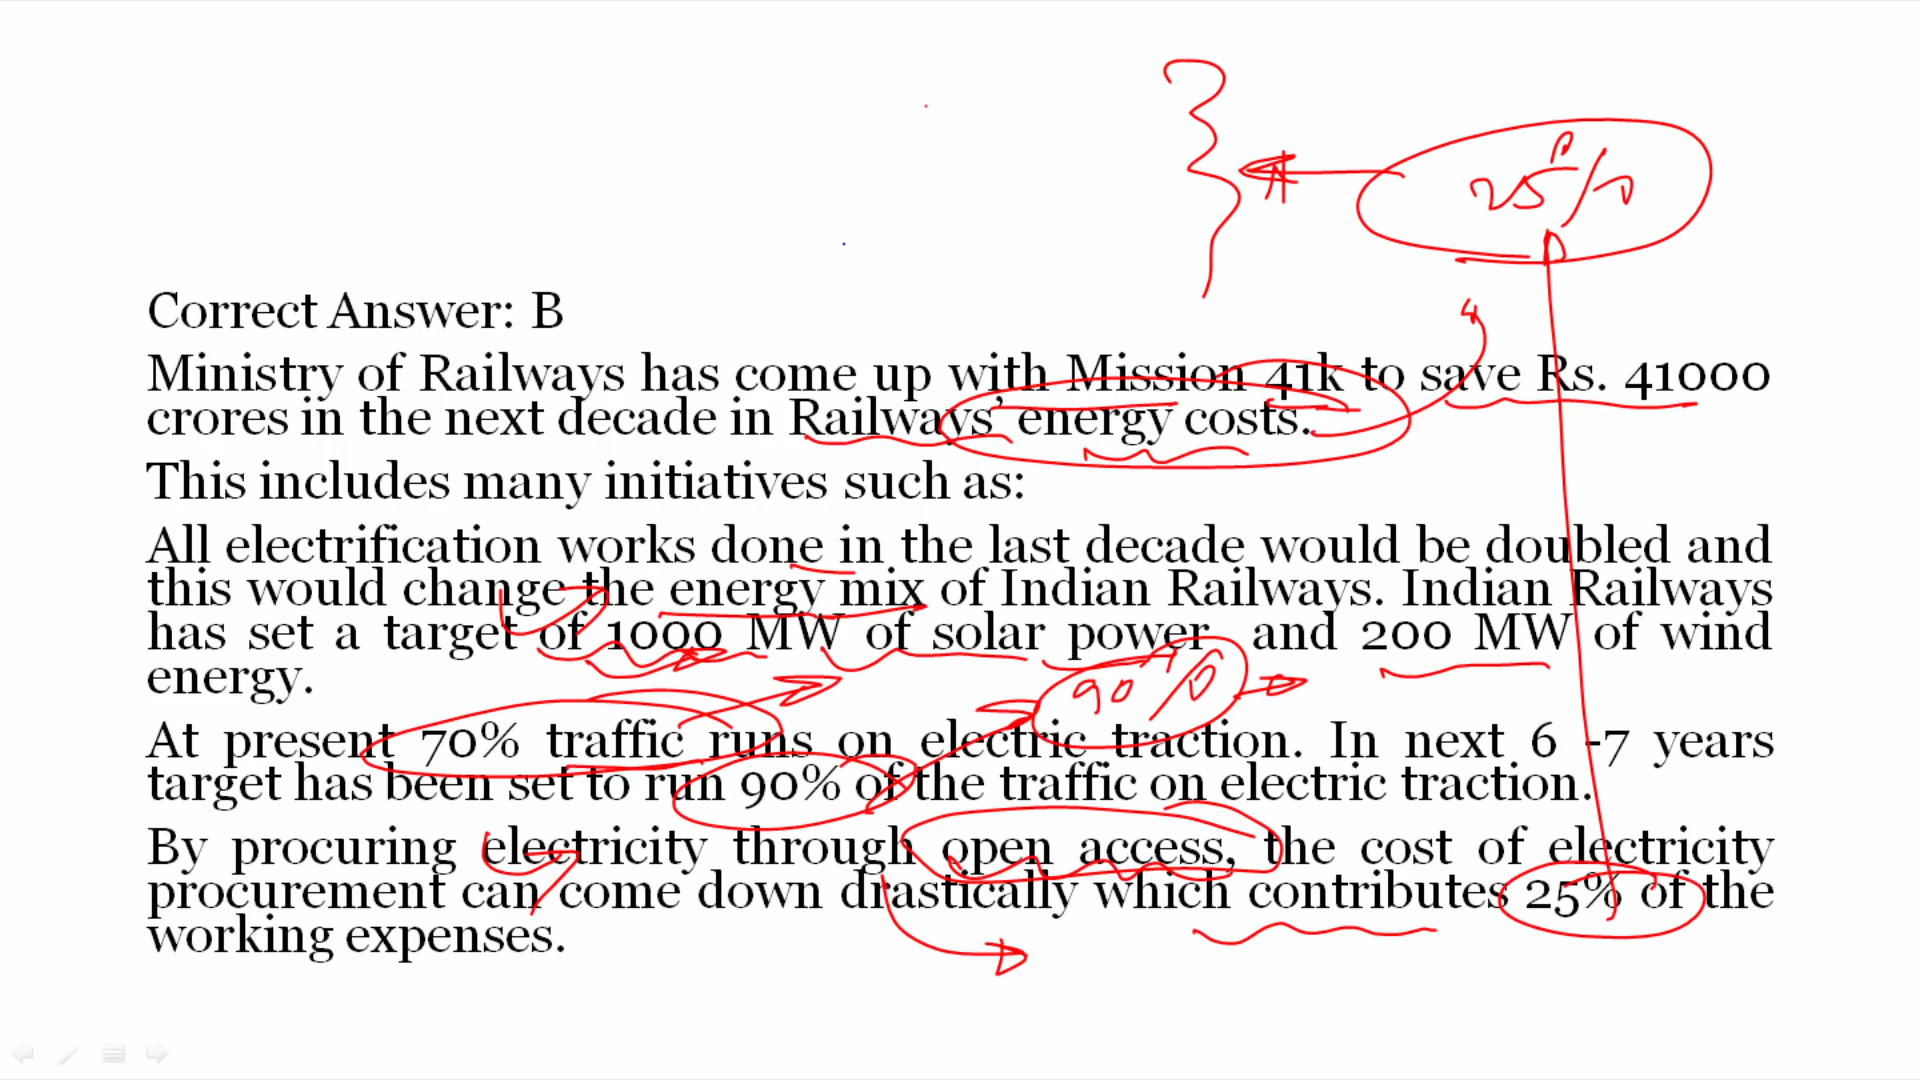 25%
Correct Answer: B
Ministry of Railways has come up with Mission 41k to save Rs. 41000
crores in the next decade in Railways’ energy costs.
This includes many initiatives such as:
All electrification works done in the last decade would be doubled and
this would change the energy mix of Indian Railways. Indian Railways
has set a target of 1000 MW of solar power and 200 MW of wind
energy.
90%
At present 70% traffic runs on electric traction. In next 6 -7 years
target has been set to run 90% of the traffic on electric traction.
By procuring electricity through open access, the cost of electricity
procurement can come down drastically which contributes 25% of the
working expenses.